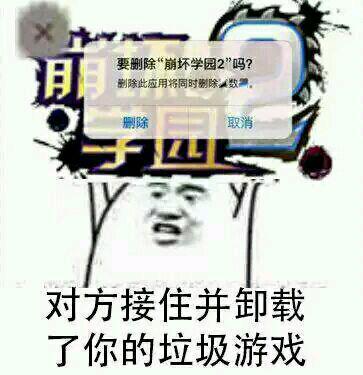 崩坏
学园2
要删除“崩坏学园2”吗?
删除此应用将同时删除
数
删除
取消
对方接住并卸载
了你的垃圾游戏